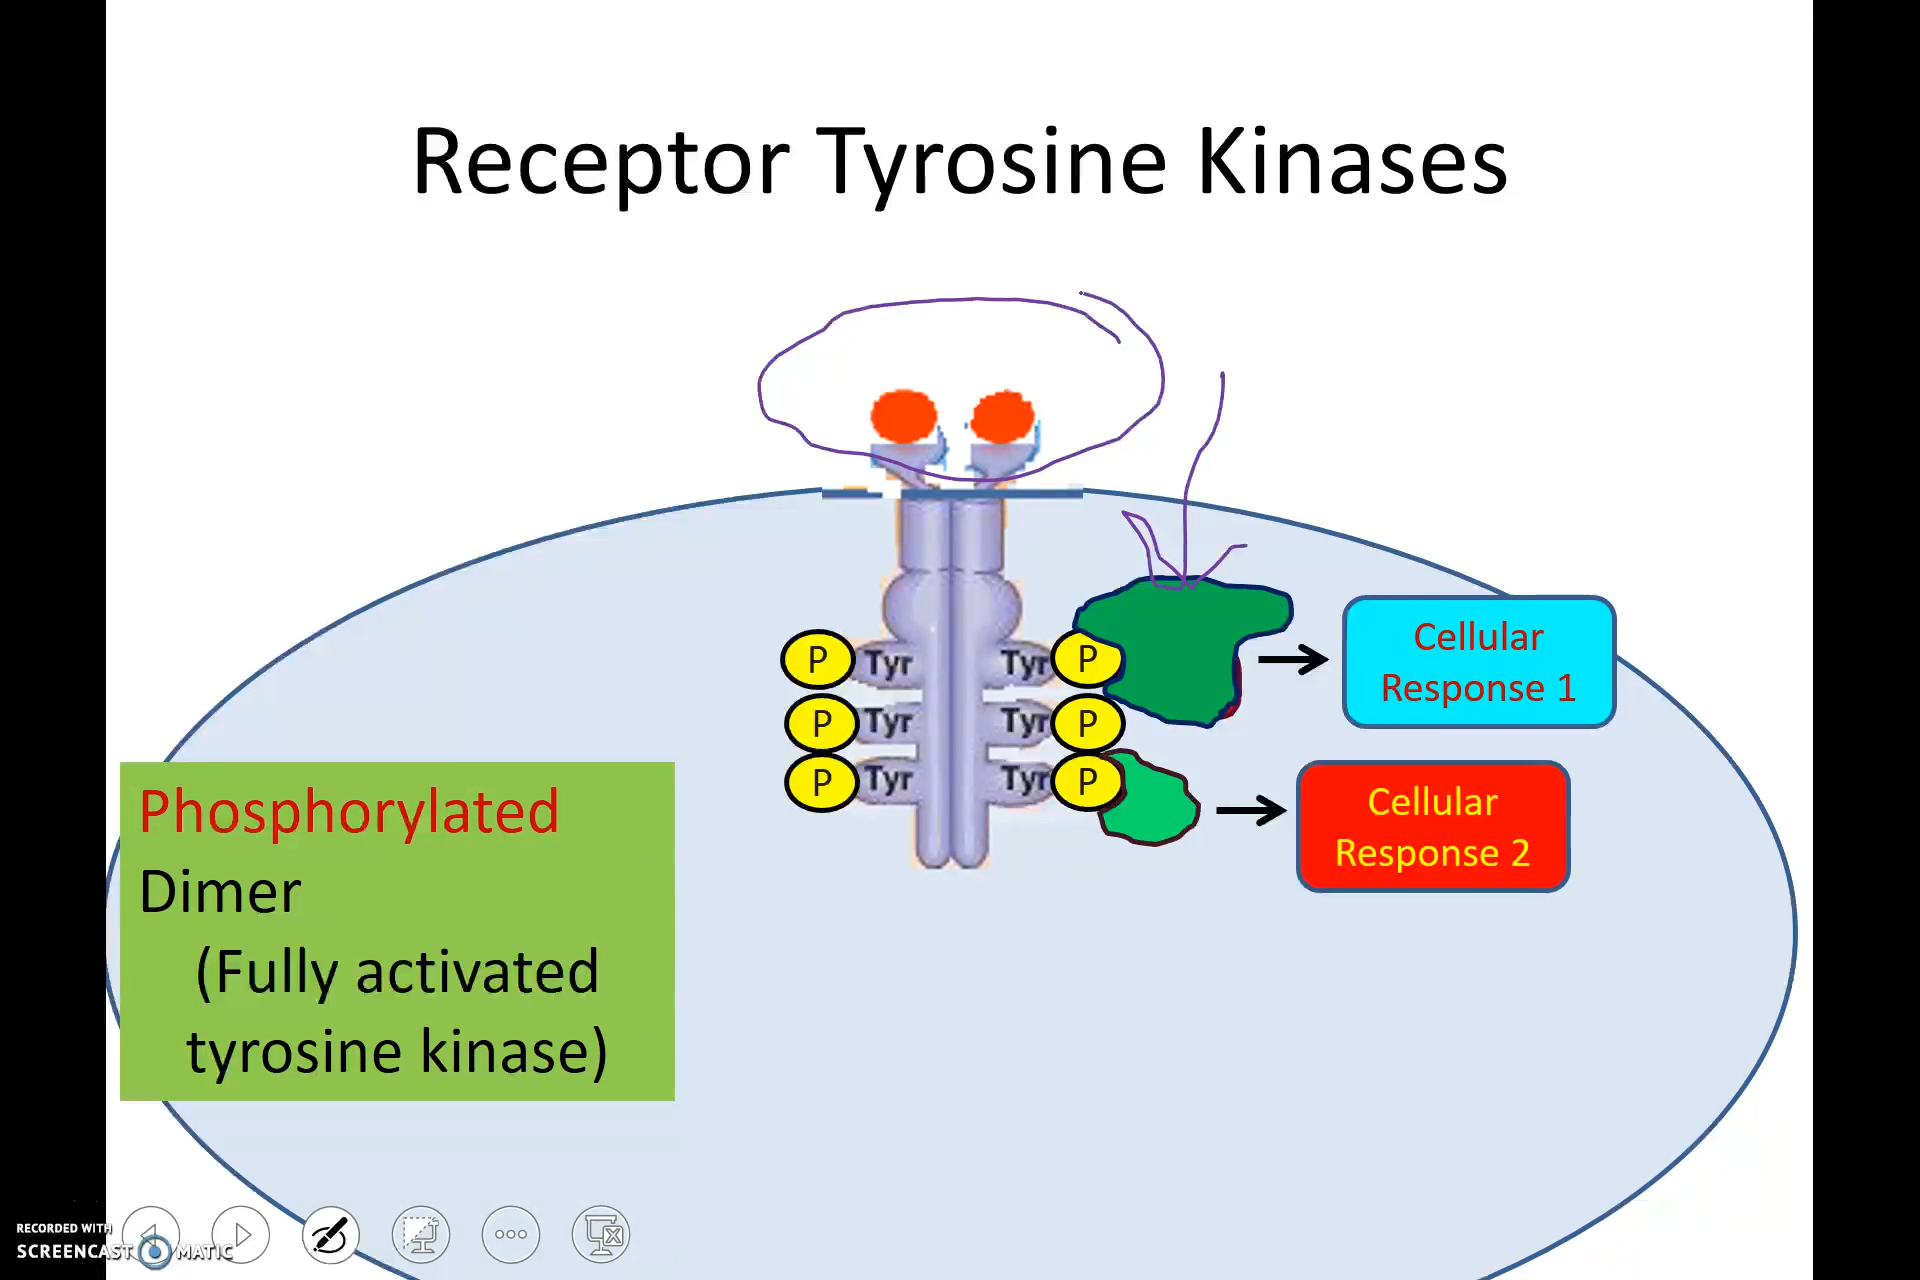 Receptor Tyrosine Kinases
P Tyr Tyr P
P Tyr Tyr P
P Tyr Tyr P
Cellular
Response 1
Cellular
Response 2
Phosphorylated
Dimer
(Fully activated
tyrosine kinase)
RECORDED WITH
SCREENCAST MATIC